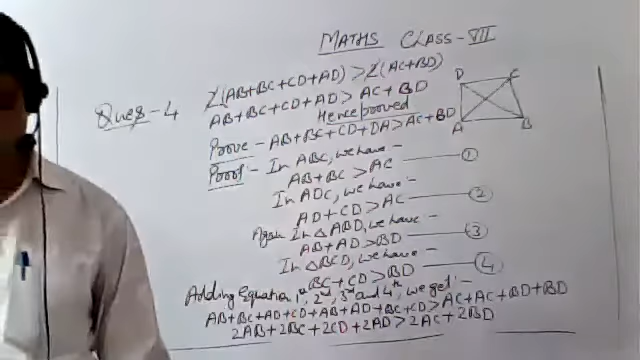 MATHS CLASS-VII
Ques-4
2(AB+BC+CD+AD) > 2(AC+BD)
AB+BC+CD+AD > AC+BD
Hence prooved
Prove - AB+BC+CD+DA > AC+BD
D C
A B
Proof - In ABC, we have -
AB+BC > AC ①
In ADC, we have -
AD+CD > AC ②
Again In △ABD, we have -
AB+AD > BD ③
In △BCD, we have -
BC+CD > BD ④
Adding Equation 1st, 2nd, 3rd and 4th, we get -
AB+BC+AD+CD+AB+AD+BC+CD > AC+AC+BD+BD
2AB+2BC+2CD+2AD > 2AC+2BD